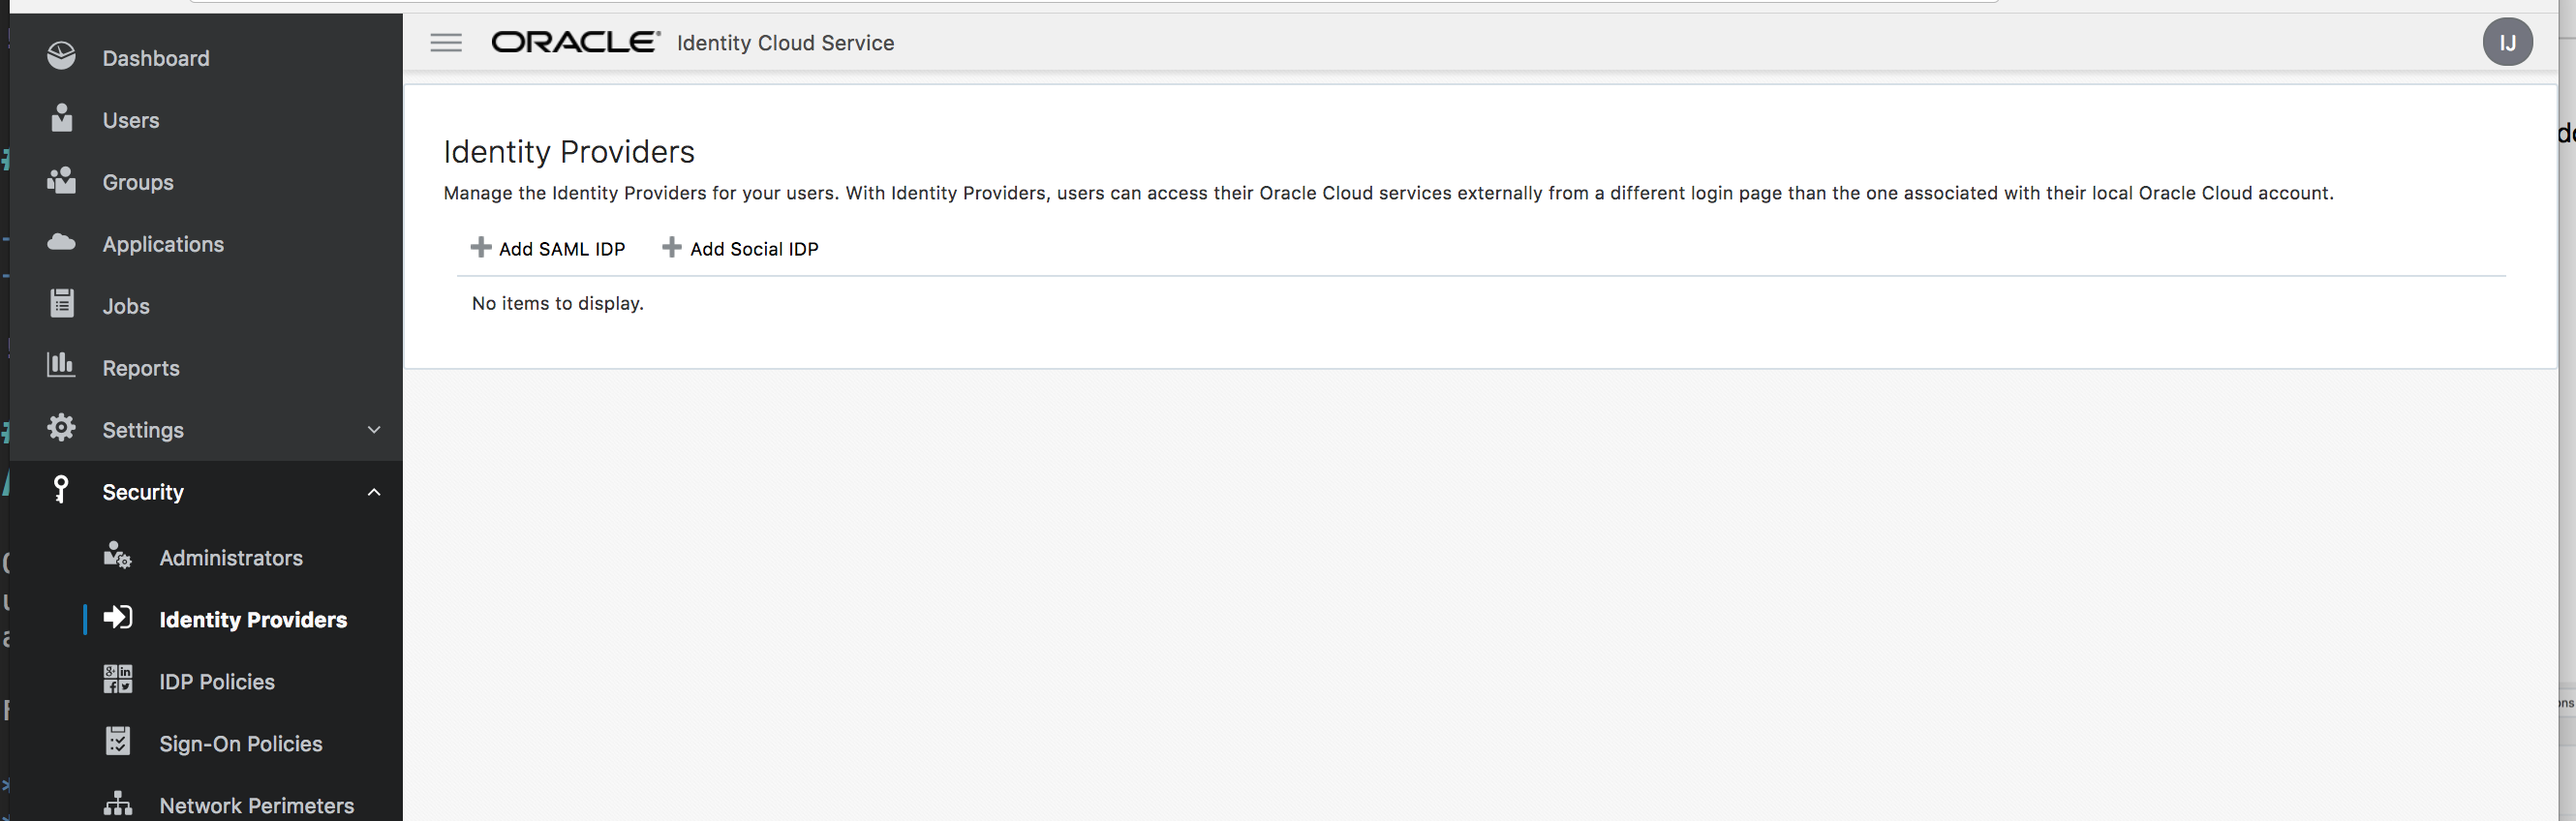 ORACLE Identity Cloud Service
IJ
Dashboard
Users
Groups
Applications
Jobs
Reports
Settings
Security
Administrators
Identity Providers
IDP Policies
Sign-On Policies
Network Perimeters
Identity Providers
Manage the Identity Providers for your users. With Identity Providers, users can access their Oracle Cloud services externally from a different login page than the one associated with their local Oracle Cloud account.
Add SAML IDP Add Social IDP
No items to display.